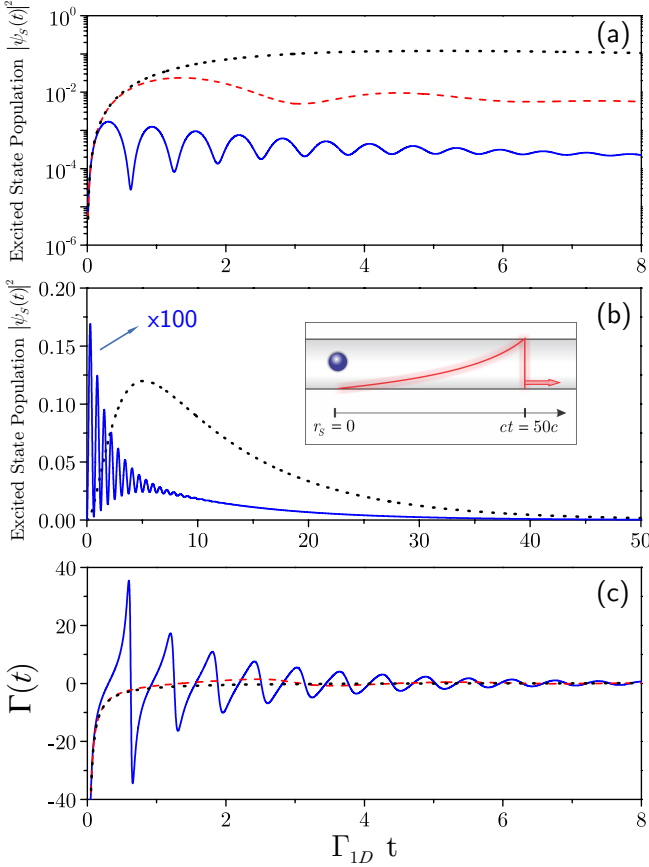 (a)
Excited State Population |ψ_S(t)|²
10⁰
10⁻²
10⁻⁴
10⁻⁶
0 2 4 6 8
(b)
Excited State Population |ψ_S(t)|²
0.20
0.15
0.10
0.05
0.00
x100
r_S = 0
ct = 50c
0 10 20 30 40 50
(c)
Γ(t)
40
20
0
-20
-40
0 2 4 6 8
Γ_1D t